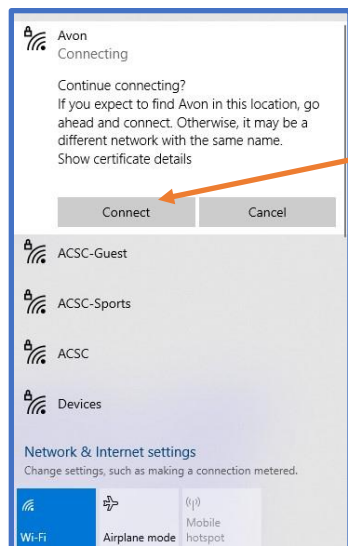 Avon
Connecting
Continue connecting?
If you expect to find Avon in this location, go
ahead and connect. Otherwise, it may be a
different network with the same name.
Show certificate details
Connect Cancel
ACSC-Guest
ACSC-Sports
ACSC
Devices
Network & Internet settings
Change settings, such as making a connection metered.
Wi-Fi Airplane mode Mobile
hotspot